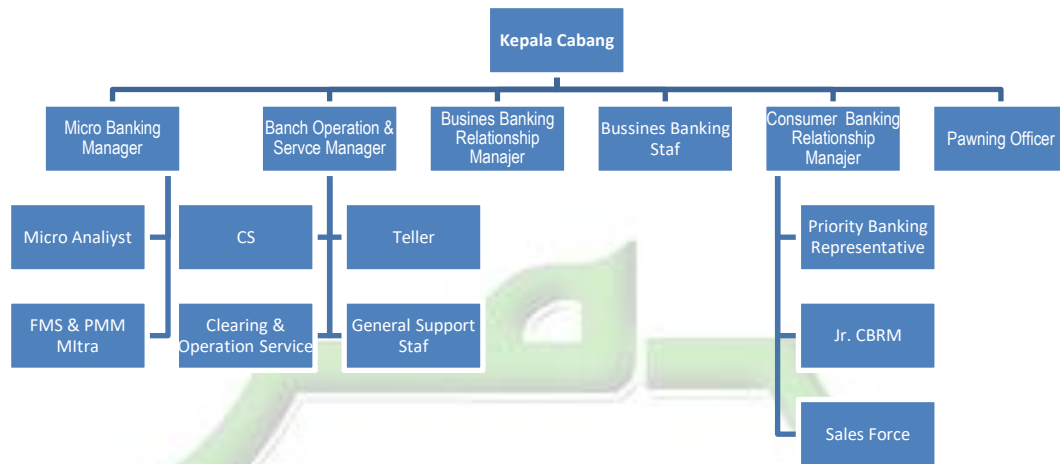 Kepala Cabang
Micro Banking
Manager
Banch Operation &
Servce Manager
Busines Banking
Relationship
Manajer
Bussines Banking
Staf
Consumer Banking
Relationship
Manajer
Pawning Officer
Micro Analiyst
CS
Teller
Priority Banking
Representative
FMS & PMM
MItra
Clearing &
Operation Service
General Support
Staf
Jr. CBRM
Sales Force